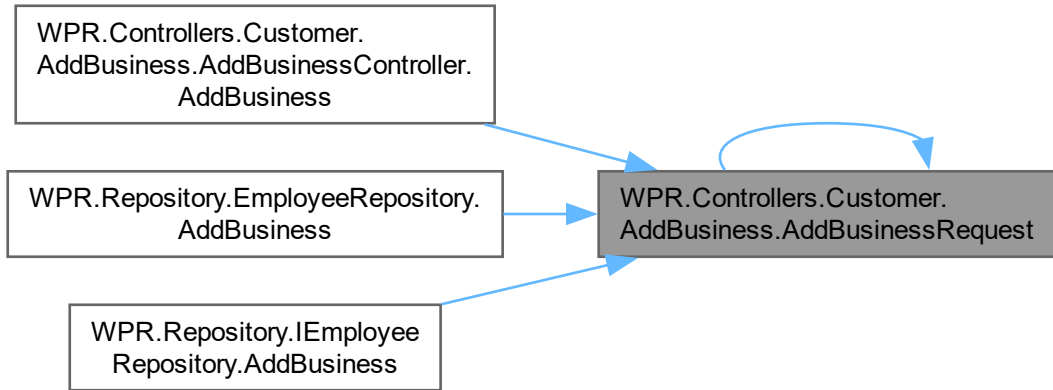 WPR.Controllers.Customer.
AddBusiness.AddBusinessController.
AddBusiness
WPR.Repository.EmployeeRepository.
AddBusiness
WPR.Repository.IEmployee
Repository.AddBusiness
WPR.Controllers.Customer.
AddBusiness.AddBusinessRequest